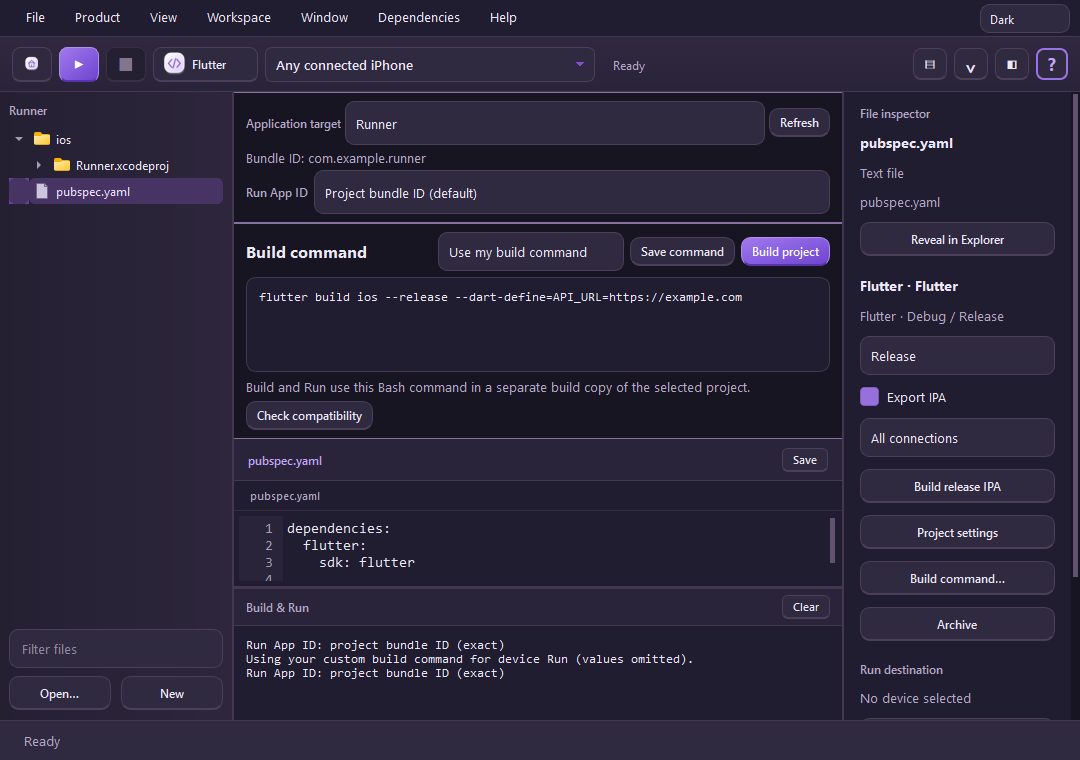 File Product View Workspace Window Dependencies Help Dark
Flutter Any connected iPhone Ready v ?
Runner
ios
Runner.xcodeproj
pubspec.yaml
Filter files
Open... New
Application target Runner Refresh
Bundle ID: com.example.runner
Run App ID Project bundle ID (default)
Build command Use my build command Save command Build project
flutter build ios --release --dart-define=API_URL=https://example.com
Build and Run use this Bash command in a separate build copy of the selected project.
Check compatibility
pubspec.yaml Save
pubspec.yaml
1 dependencies:
2 flutter:
3 sdk: flutter
4
Build & Run Clear
Run App ID: project bundle ID (exact)
Using your custom build command for device Run (values omitted).
Run App ID: project bundle ID (exact)
File inspector
pubspec.yaml
Text file
pubspec.yaml
Reveal in Explorer
Flutter · Flutter
Flutter · Debug / Release
Release
Export IPA
All connections
Build release IPA
Project settings
Build command...
Archive
Run destination
No device selected
Ready